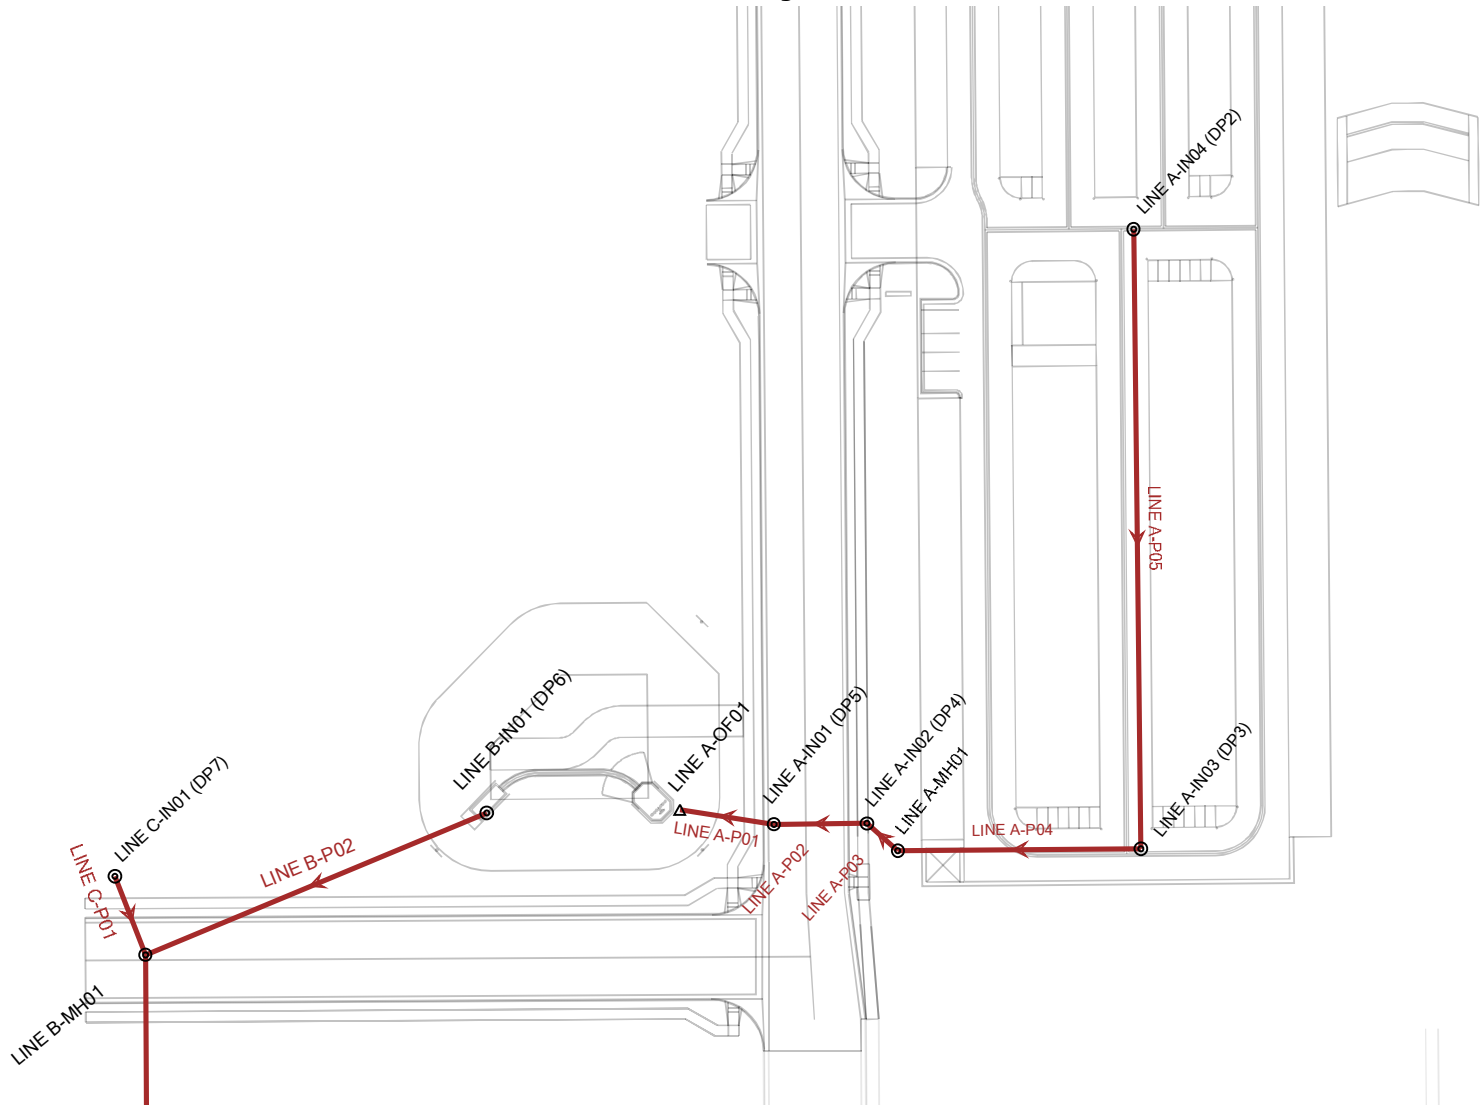 LINE A-IN04 (DP2)
LINE A-P05
LINE B-IN01 (DP6)
LINE A-OF01
LINE A-IN01 (DP5)
LINE A-IN02 (DP4)
LINE A-MH01
LINE A-IN03 (DP3)
LINE C-IN01 (DP7)
LINE A-P01
LINE A-P04
LINE B-P02
LINE C-P01
LINE A-P02
LINE A-P03
LINE B-MH01